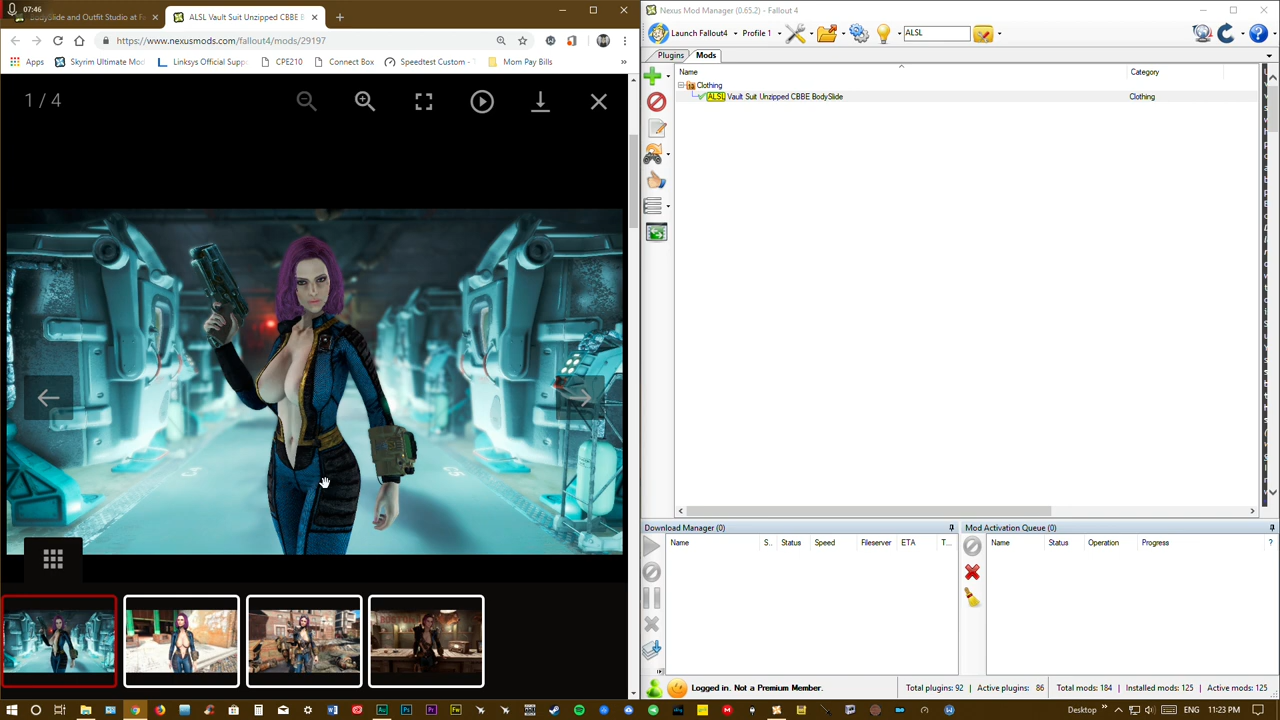 07:46
BodySlide and Outfit Studio at Fa
ALSL Vault Suit Unzipped CBBE B
https://www.nexusmods.com/fallout4/mods/29197
Apps
Skyrim Ultimate Mod
Linksys Official Supp
CPE210
Connect Box
Speedtest Custom -
Mom Pay Bills
1 / 4
Nexus Mod Manager (0.65.2) - Fallout 4
Launch Fallout4
Profile 1
ALSL
Plugins
Mods
Name
Category
Clothing
ALSL Vault Suit Unzipped CBBE BodySlide
Clothing
Download Manager (0)
Mod Activation Queue (0)
Name
S..
Status
Speed
Fileserver
ETA
T...
Name
Status
Operation
Progress
?
Logged in. Not a Premium Member.
Total plugins: 92
Active plugins: 86
Total mods: 184
Installed mods: 125
Active mods: 125
Desktop
ENG
11:23 PM